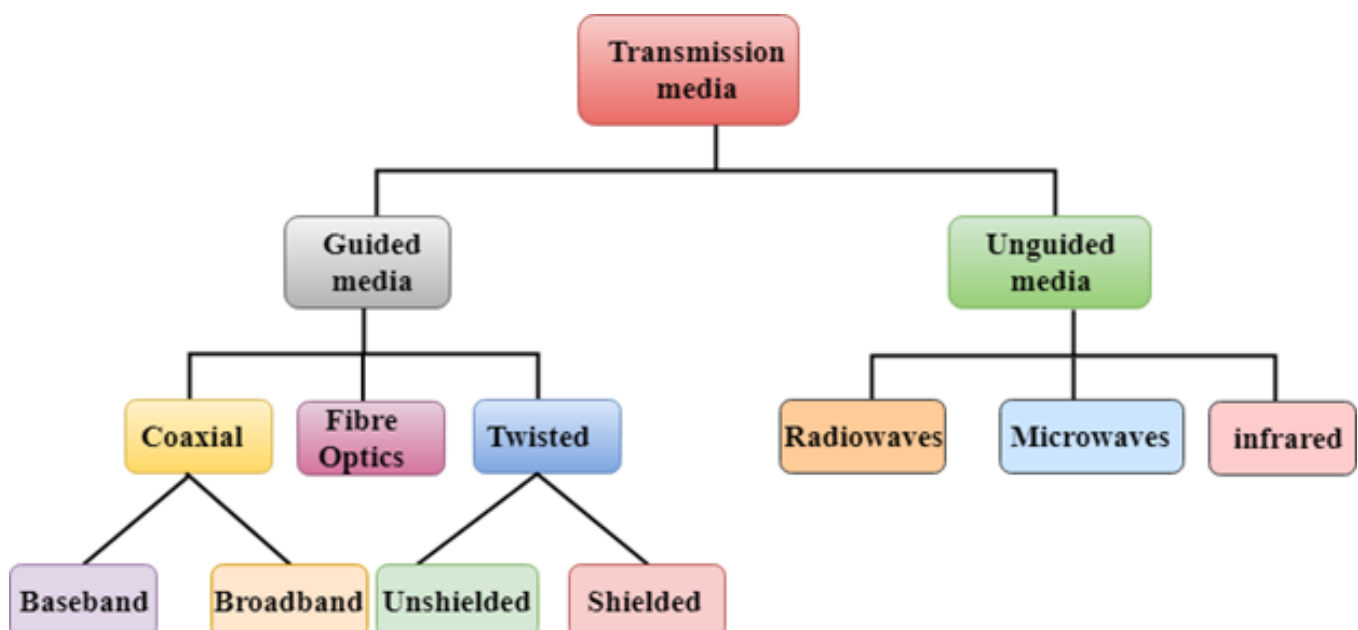 Transmission
media
Guided
media
Unguided
media
Coaxial
Fibre
Optics
Twisted
Radiowaves
Microwaves
infrared
Baseband
Broadband
Unshielded
Shielded